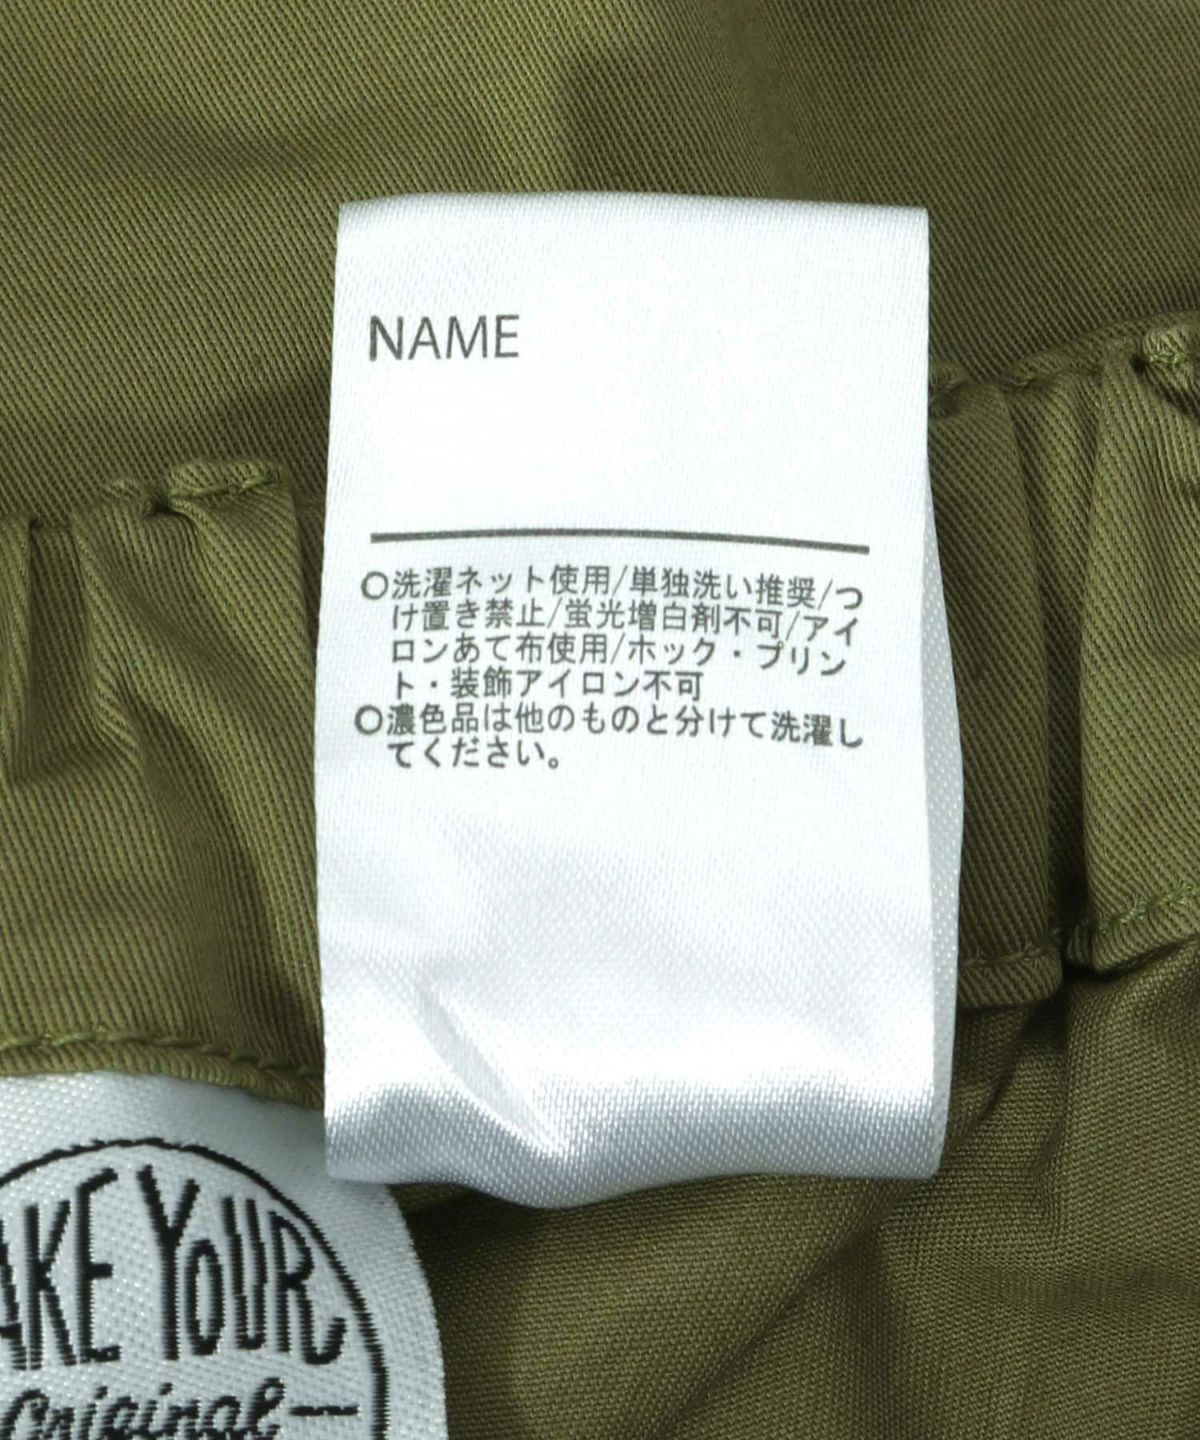 NAME
○洗濯ネット使用/単独洗い推奨/つ
け置き禁止/蛍光増白剤不可/アイ
ロンあて布使用/ホック・プリン
ト・装飾アイロン不可
○濃色品は他のものと分けて洗濯し
てください。
AKE YOUR
Original